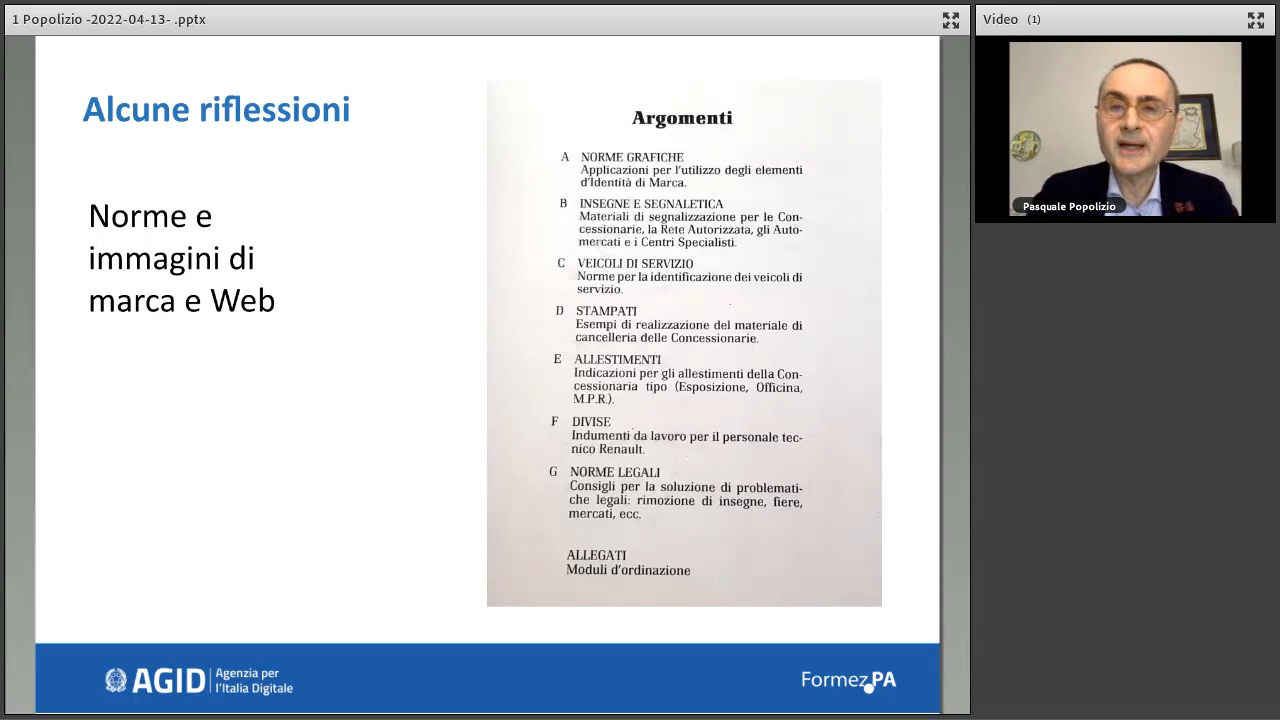 1 Popolizio -2022-04-13- .pptx
Alcune riflessioni
Norme e
immagini di
marca e Web
Argomenti
A NORME GRAFICHE
Applicazioni per l'utilizzo degli elementi
d'Identità di Marca.
B INSEGNE E SEGNALETICA
Materiali di segnalizzazione per le Con-
cessionarie, la Rete Autorizzata, gli Auto-
mercati e i Centri Specialisti.
C VEICOLI DI SERVIZIO
Norme per la identificazione dei veicoli di
servizio.
D STAMPATI
Esempi di realizzazione del materiale di
cancelleria delle Concessionarie.
E ALLESTIMENTI
Indicazioni per gli allestimenti della Con-
cessionaria tipo (Esposizione, Officina,
M.P.R.).
F DIVISE
Indumenti da lavoro per il personale tec-
nico Renault.
G NORME LEGALI
Consigli per la soluzione di problemati-
che legali: rimozione di insegne, fiere,
mercati, ecc.
ALLEGATI
Moduli d'ordinazione
AGID
Agenzia per
l'Italia Digitale
Formez PA
Video (1)
Pasquale Popolizio